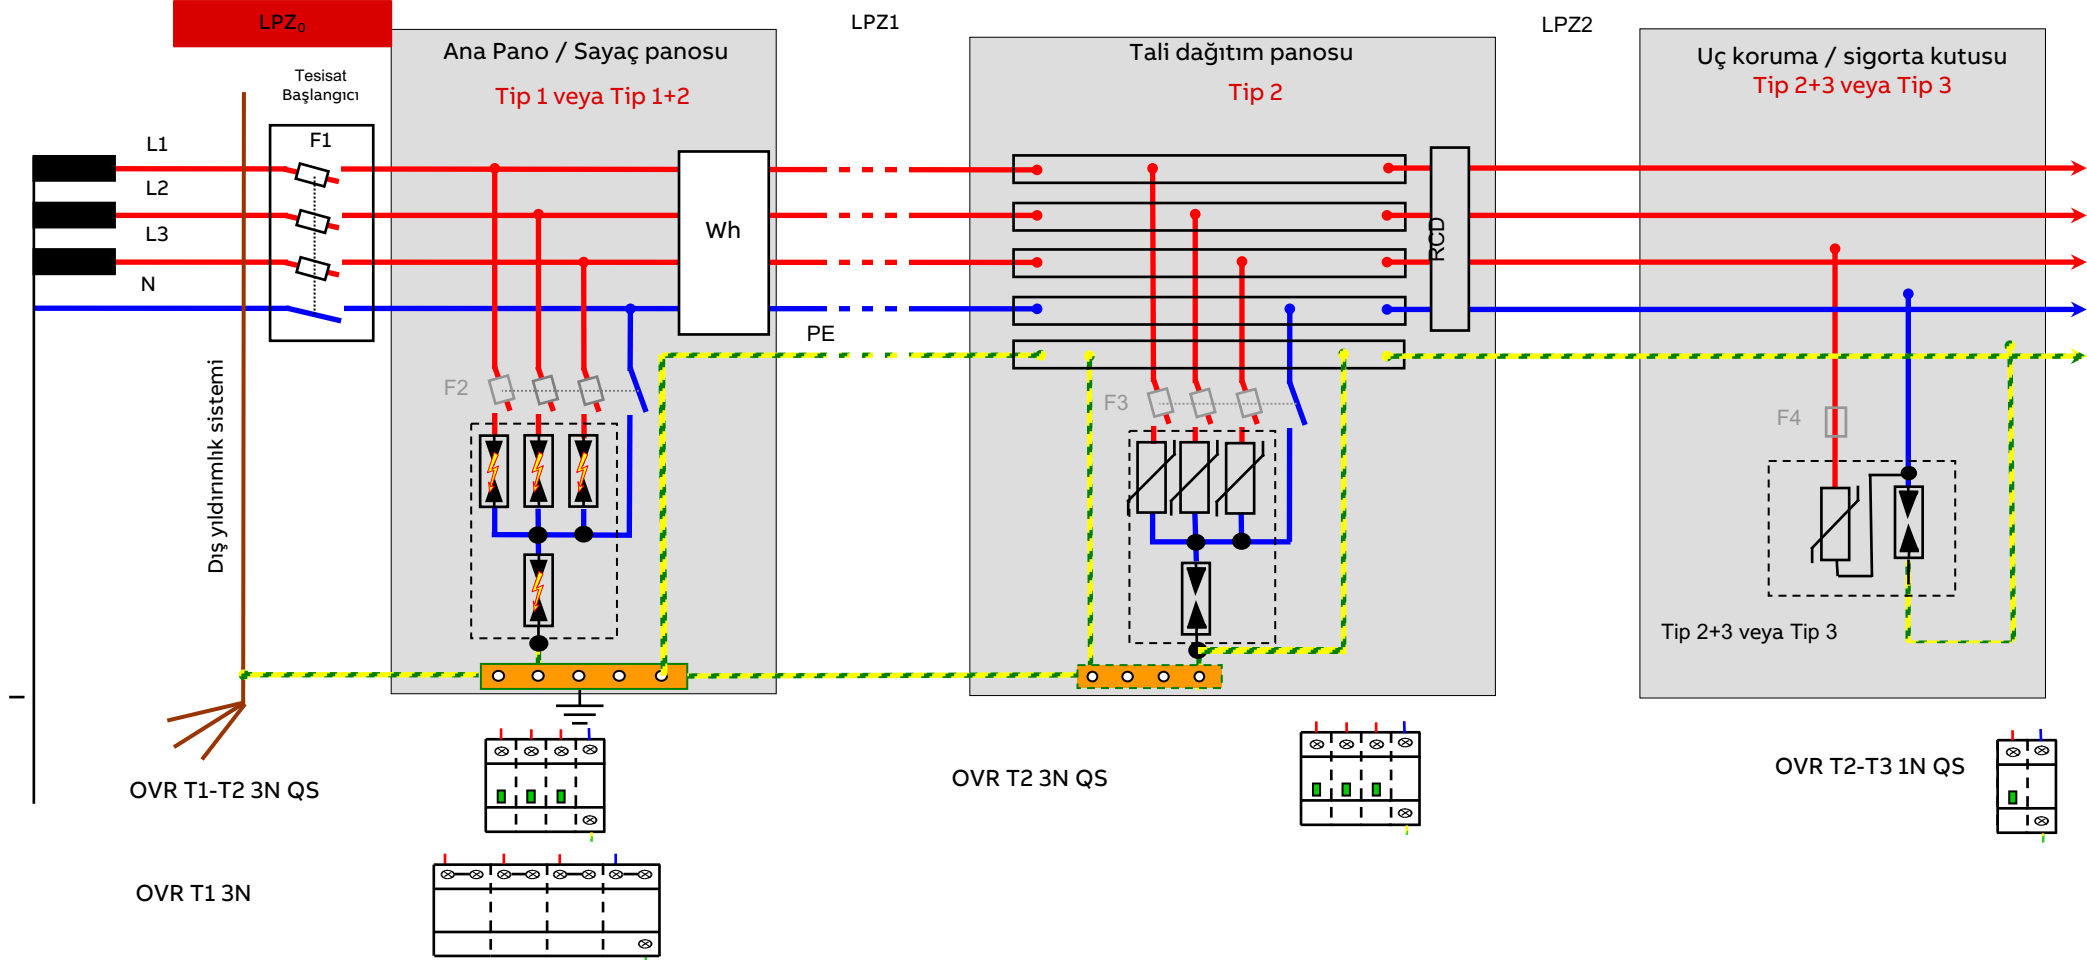 LPZ₀
LPZ1
LPZ2
Ana Pano / Sayaç panosu
Tip 1 veya Tip 1+2
Tali dağıtım panosu
Tip 2
Uç koruma / sigorta kutusu
Tip 2+3 veya Tip 3
Tesisat
Başlangıcı
L1
F1
L2
L3
N
Wh
RCD
PE
F2
F3
F4
Dış yıldırımlık sistemi
Tip 2+3 veya Tip 3
OVR T1-T2 3N QS
OVR T2 3N QS
OVR T2-T3 1N QS
OVR T1 3N